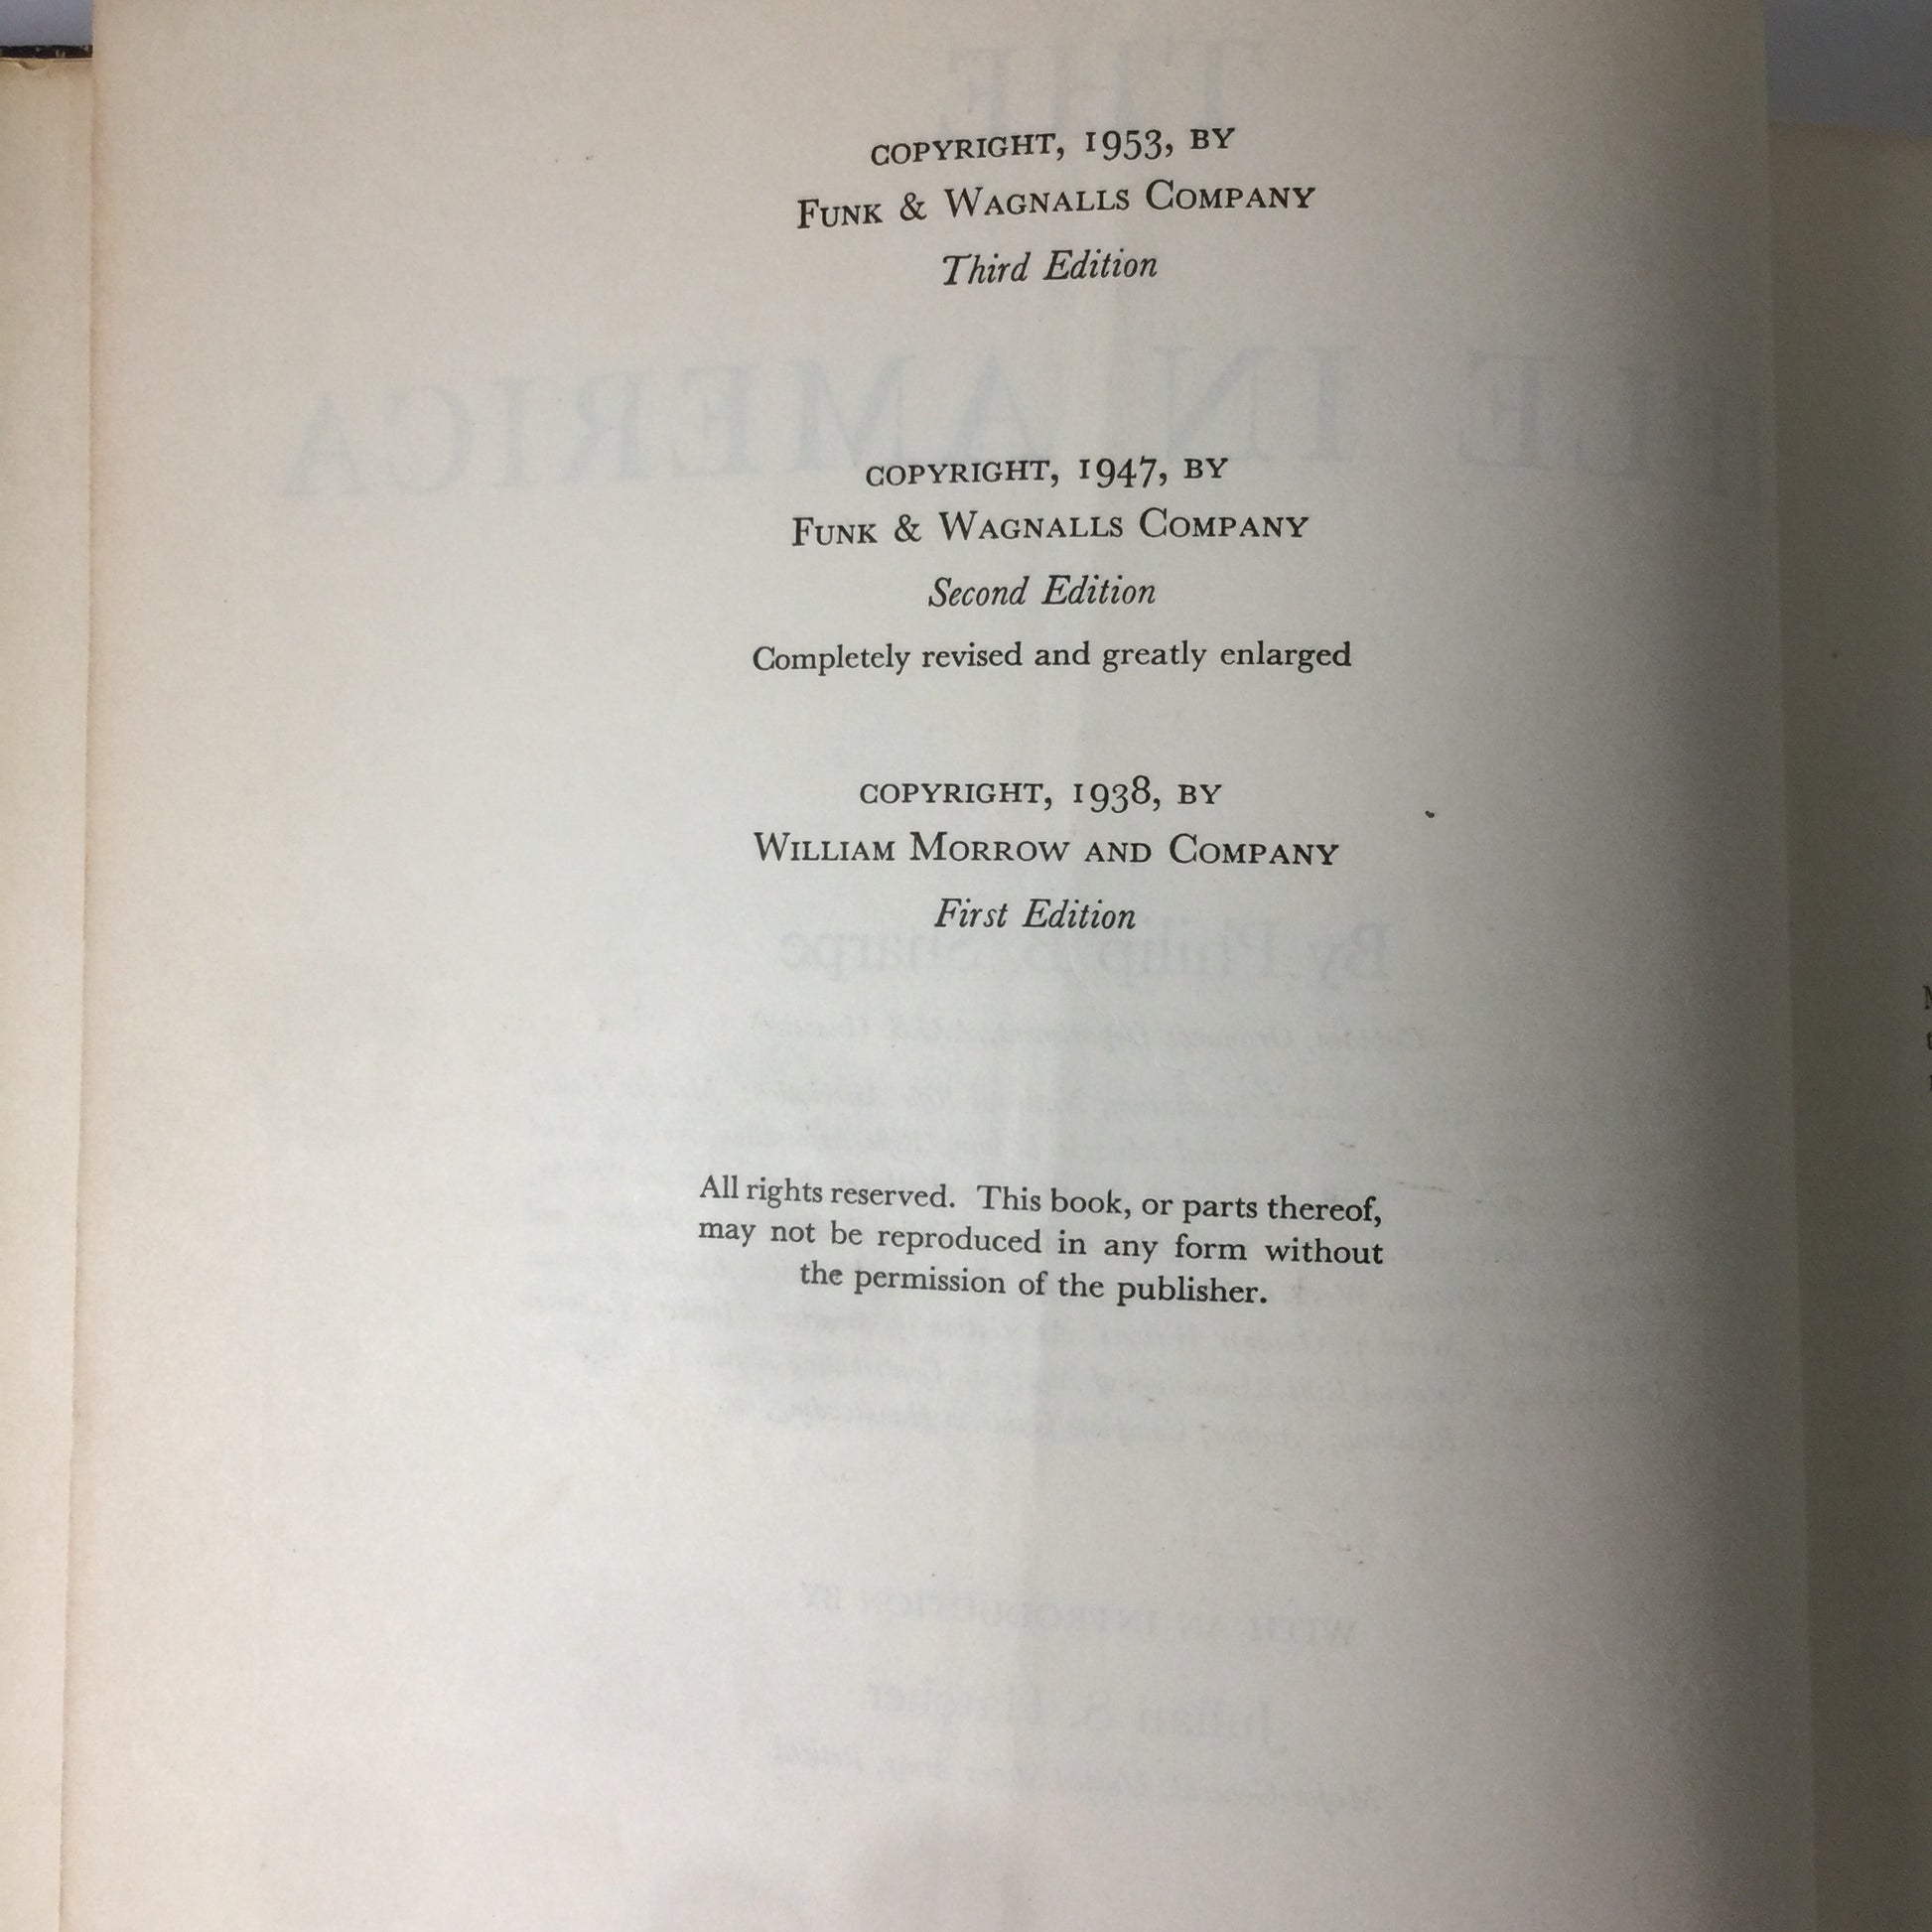 COPYRIGHT, 1953, BY
FUNK & WAGNALLS COMPANY
Third Edition
COPYRIGHT, 1947, BY
FUNK & WAGNALLS COMPANY
Second Edition
Completely revised and greatly enlarged
COPYRIGHT, 1938, BY
WILLIAM MORROW AND COMPANY
First Edition
All rights reserved. This book, or parts thereof,
may not be reproduced in any form without
the permission of the publisher.